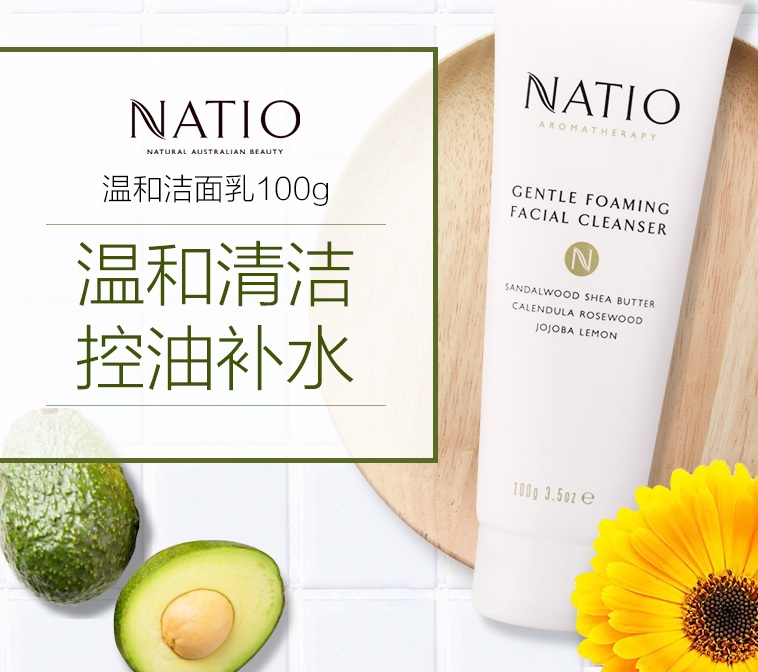 NATIO
NATURAL AUSTRALIAN BEAUTY
温和洁面乳100g
温和清洁
控油补水
NATIO
AROMATHERAPY
GENTLE FOAMING
FACIAL CLEANSER
N
SANDALWOOD SHEA BUTTER
CALENDULA ROSEWOOD
JOJOBA LEMON
100g 3.5oz ℮